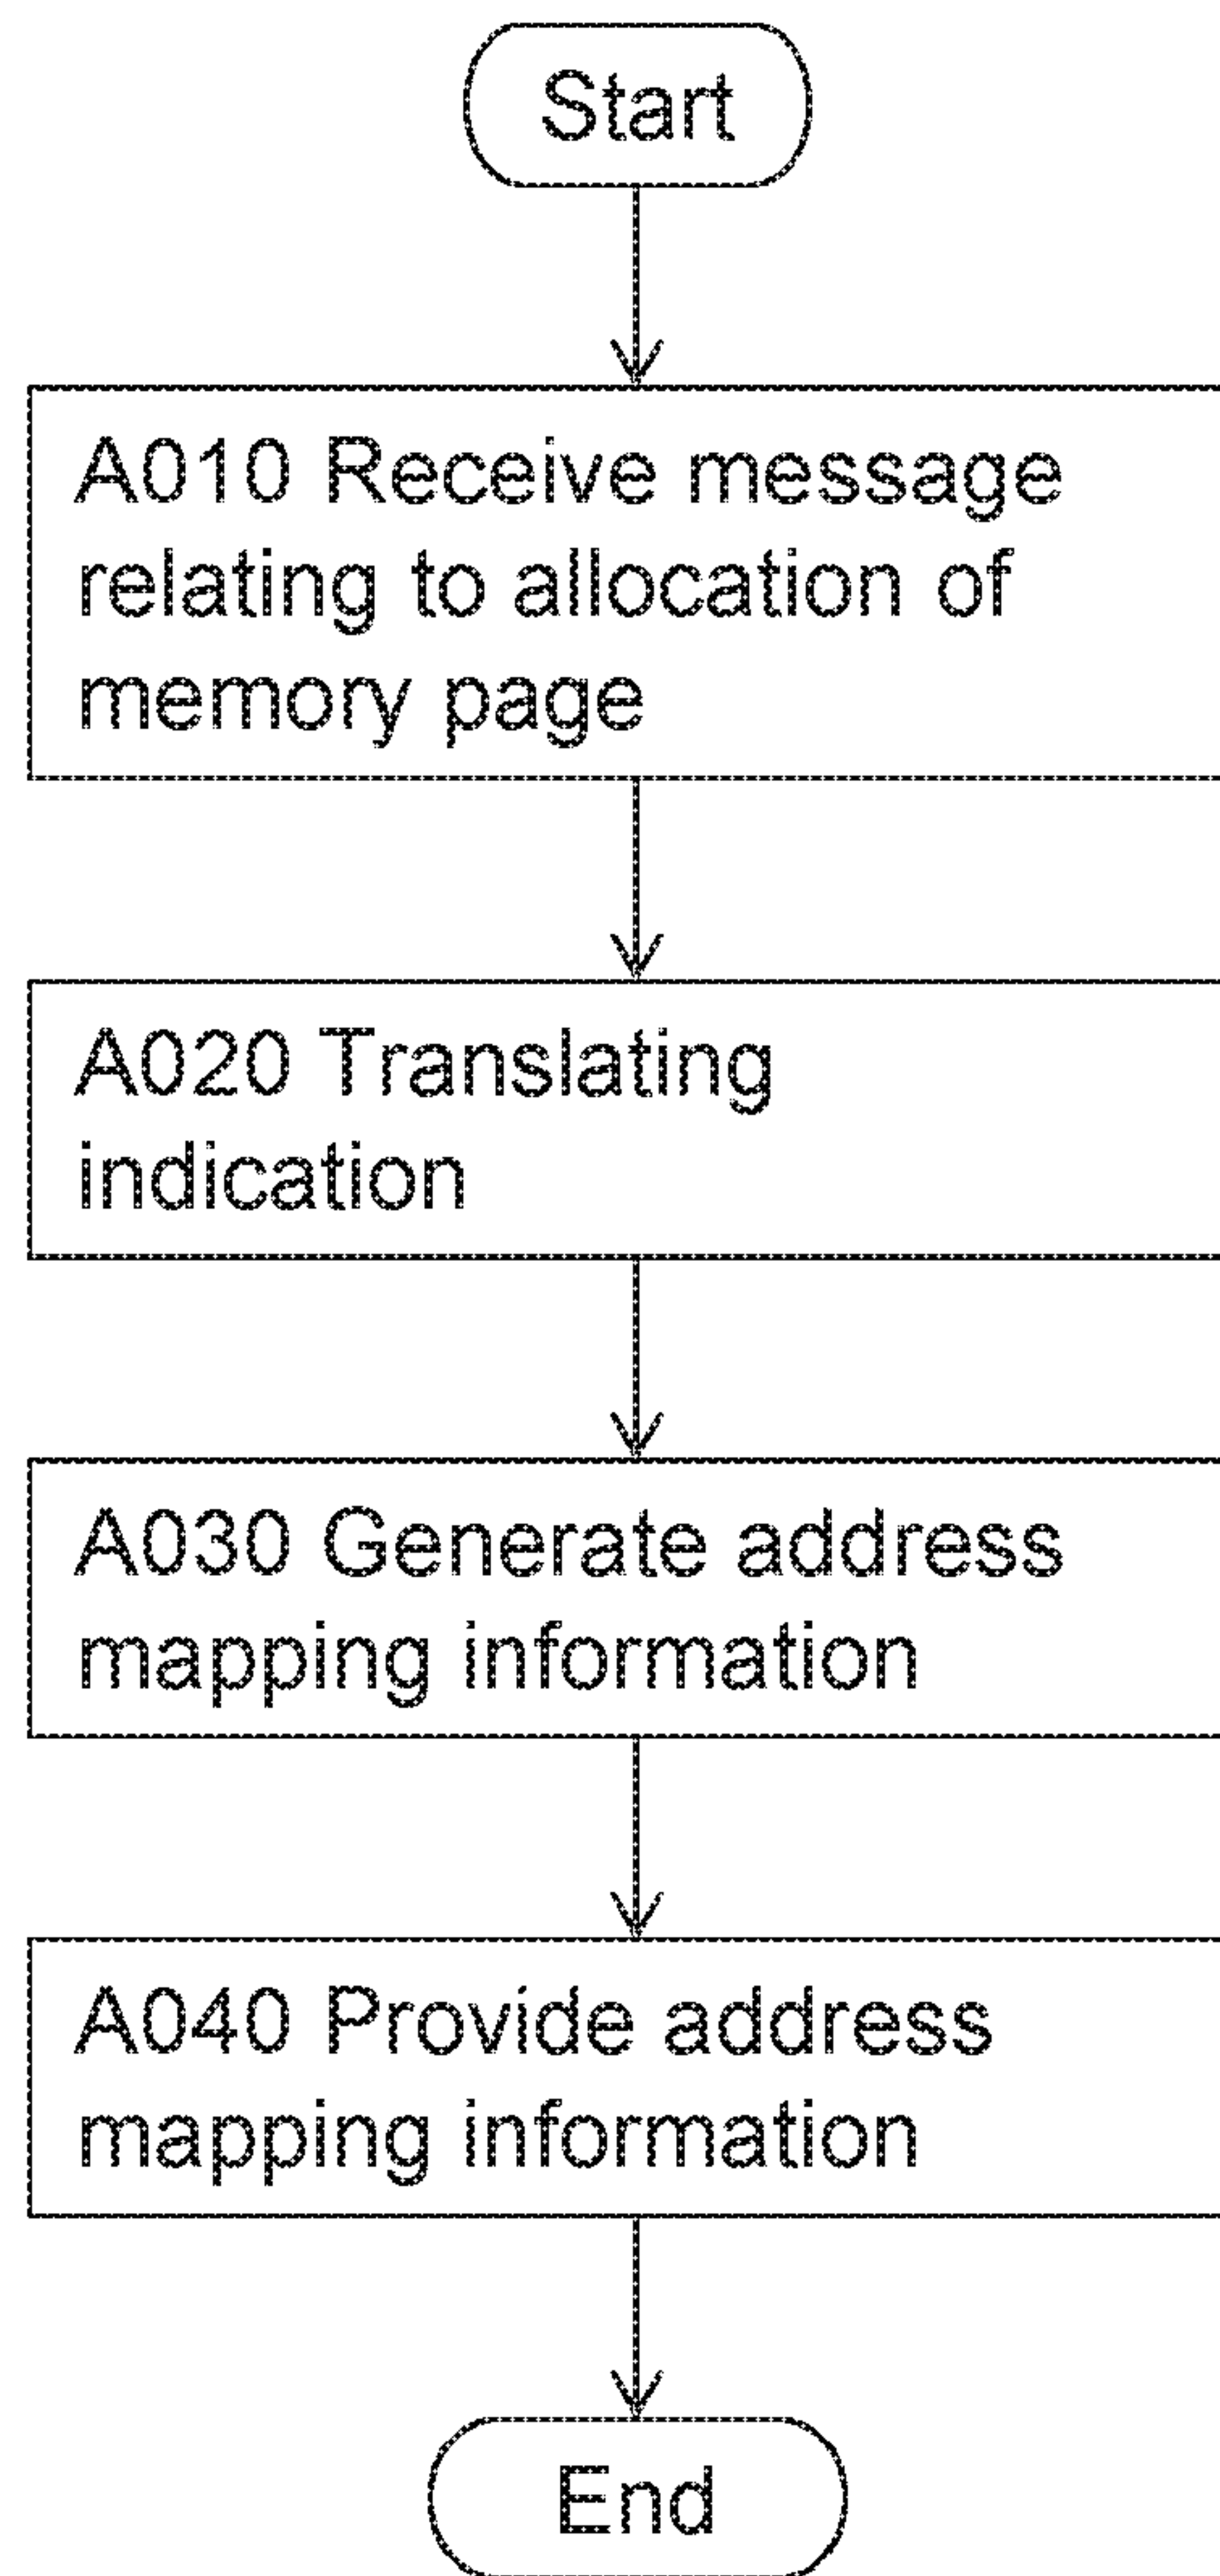 Start
A010 Receive message
relating to allocation of
memory page
A020 Translating
indication
A030 Generate address
mapping information
A040 Provide address
mapping information
End